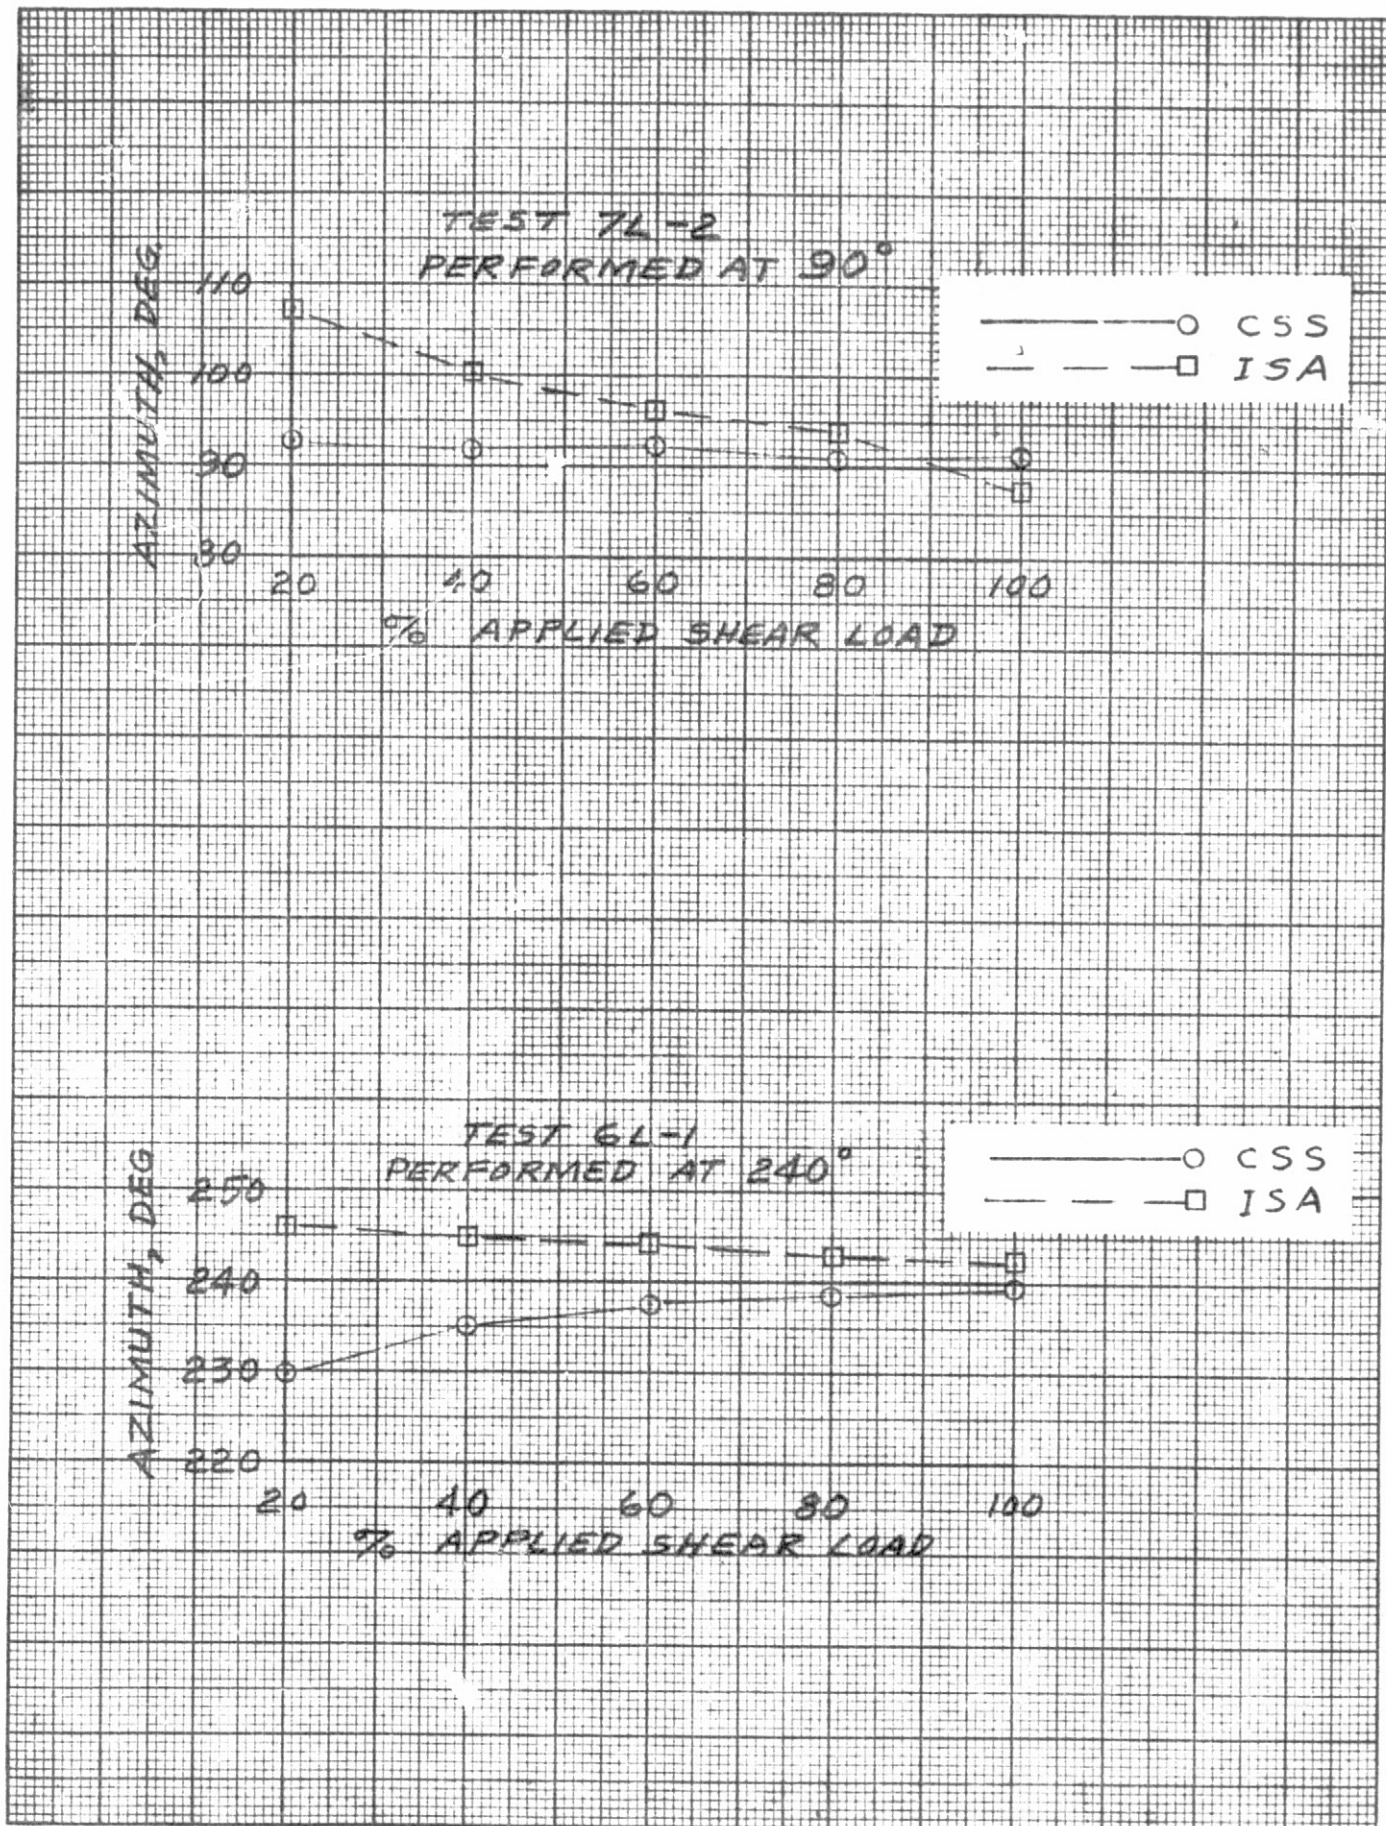 TEST 7L-2
PERFORMED AT 90°
AZIMUTH, DEG.
110
100
90
80
20 40 60 80 100
% APPLIED SHEAR LOAD
CSS
ISA
TEST 6L-1
PERFORMED AT 240°
AZIMUTH, DEG
250
240
230
220
20 40 60 80 100
% APPLIED SHEAR LOAD
CSS
ISA